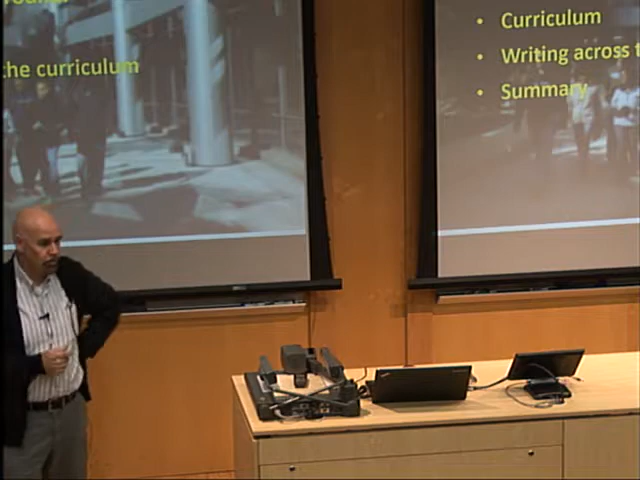 the curriculum
• Curriculum
• Writing across t
• Summary